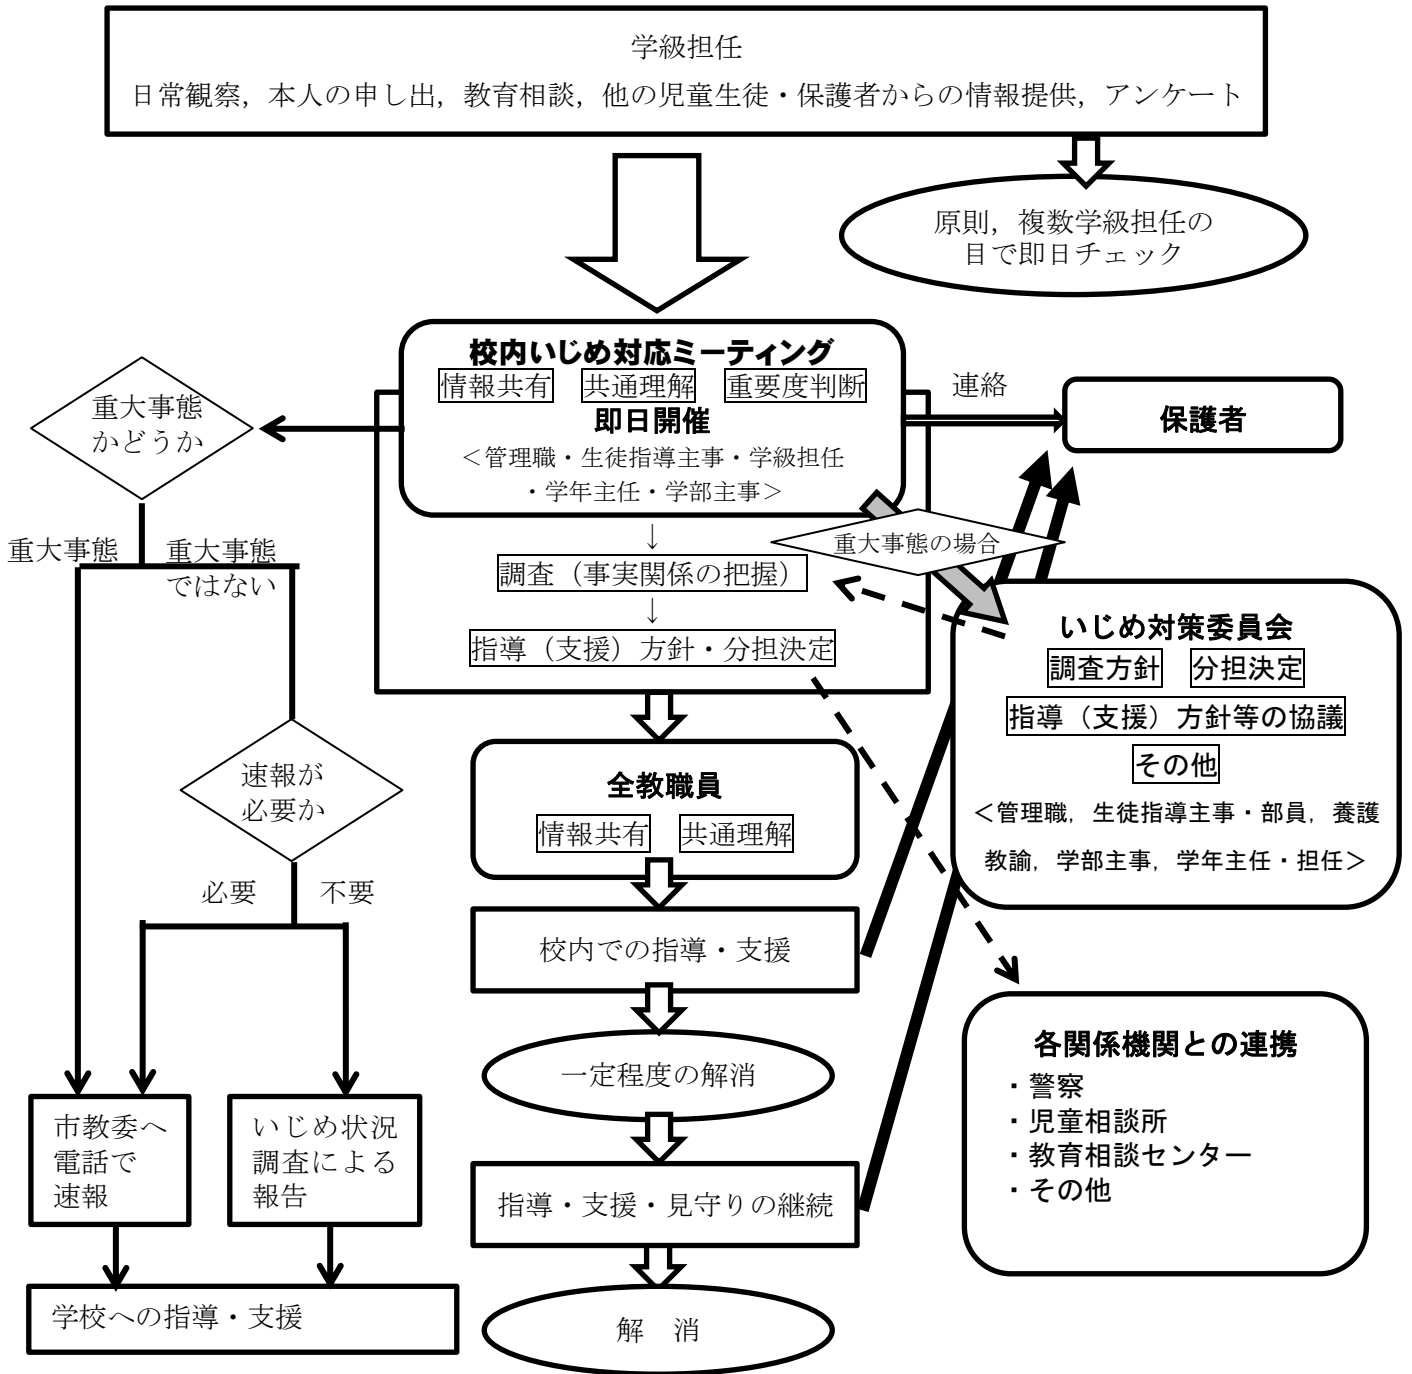 学級担任
日常観察，本人の申し出，教育相談，他の児童生徒・保護者からの情報提供，アンケート
原則，複数学級担任の
目で即日チェック
校内いじめ対応ミーティング
情報共有　共通理解　重要度判断
即日開催
＜管理職・生徒指導主事・学級担任
・学年主任・学部主事＞
↓
調査（事実関係の把握）
↓
指導（支援）方針・分担決定
連絡
保護者
重大事態
かどうか
重大事態
重大事態
ではない
重大事態の場合
いじめ対策委員会
調査方針　分担決定
指導（支援）方針等の協議
その他
＜管理職，生徒指導主事・部員，養護
教諭，学部主事，学年主任・担任＞
速報が
必要か
必要　不要
全教職員
情報共有　共通理解
校内での指導・支援
一定程度の解消
指導・支援・見守りの継続
解　消
各関係機関との連携
・警察
・児童相談所
・教育相談センター
・その他
市教委へ
電話で
速報
いじめ状況
調査による
報告
学校への指導・支援